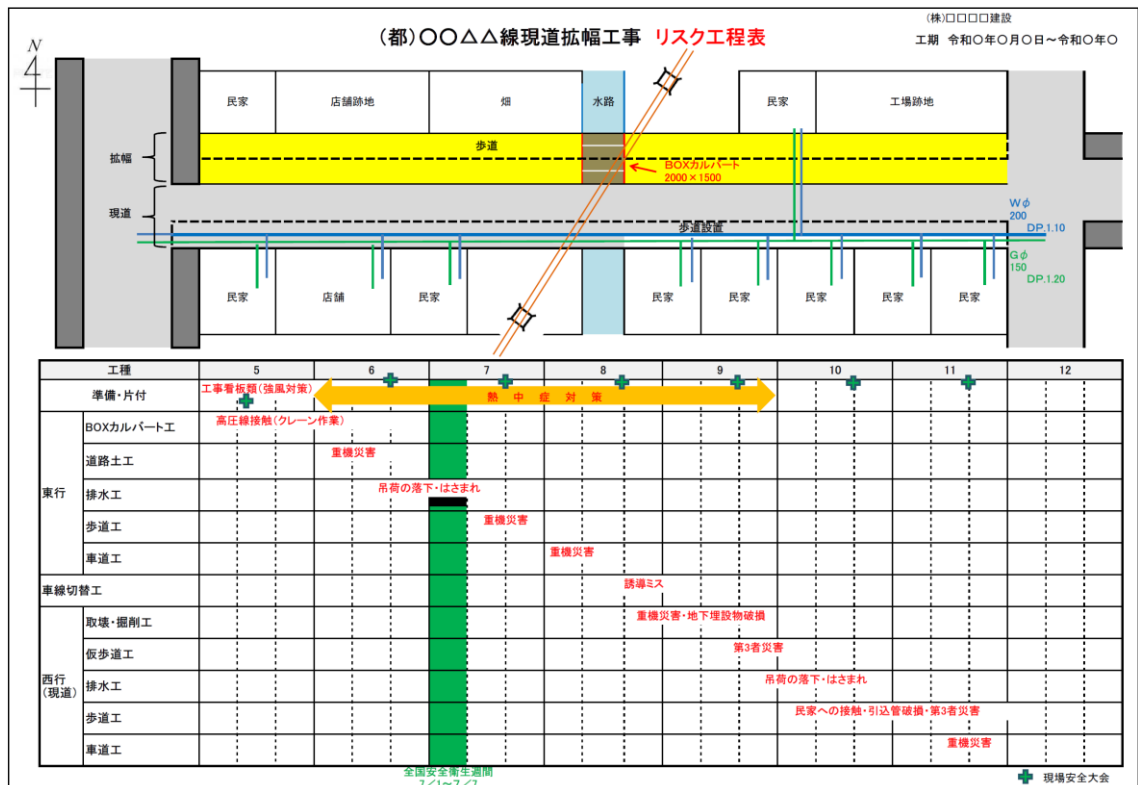 (株)□□□□建設
(都)〇〇△△線現道拡幅工事 リスク工程表
工期 令和〇年〇月〇日～令和〇年〇
N
民家
店舗跡地
畑
水路
民家
工場跡地
拡幅
歩道
BOXカルバート
2000×1500
現道
Wφ
200
DP.1.10
歩道設置
Gφ
150
DP.1.20
民家
店舗
民家
民家
民家
民家
民家
民家
工種 5 6 7 8 9 10 11 12
準備・片付
工事看板類(強風対策)
熱中症対策
東行
BOXカルバート工
高圧線接触(クレーン作業)
道路土工
重機災害
排水工
吊荷の落下・はさまれ
歩道工
重機災害
車道工
重機災害
車線切替工
誘導ミス
西行
(現道)
取壊・掘削工
重機災害・地下埋設物破損
仮歩道工
第3者災害
排水工
吊荷の落下・はさまれ
歩道工
民家への接触・引込管破損・第3者災害
車道工
重機災害
全国安全衛生週間
7/1～7/7
現場安全大会